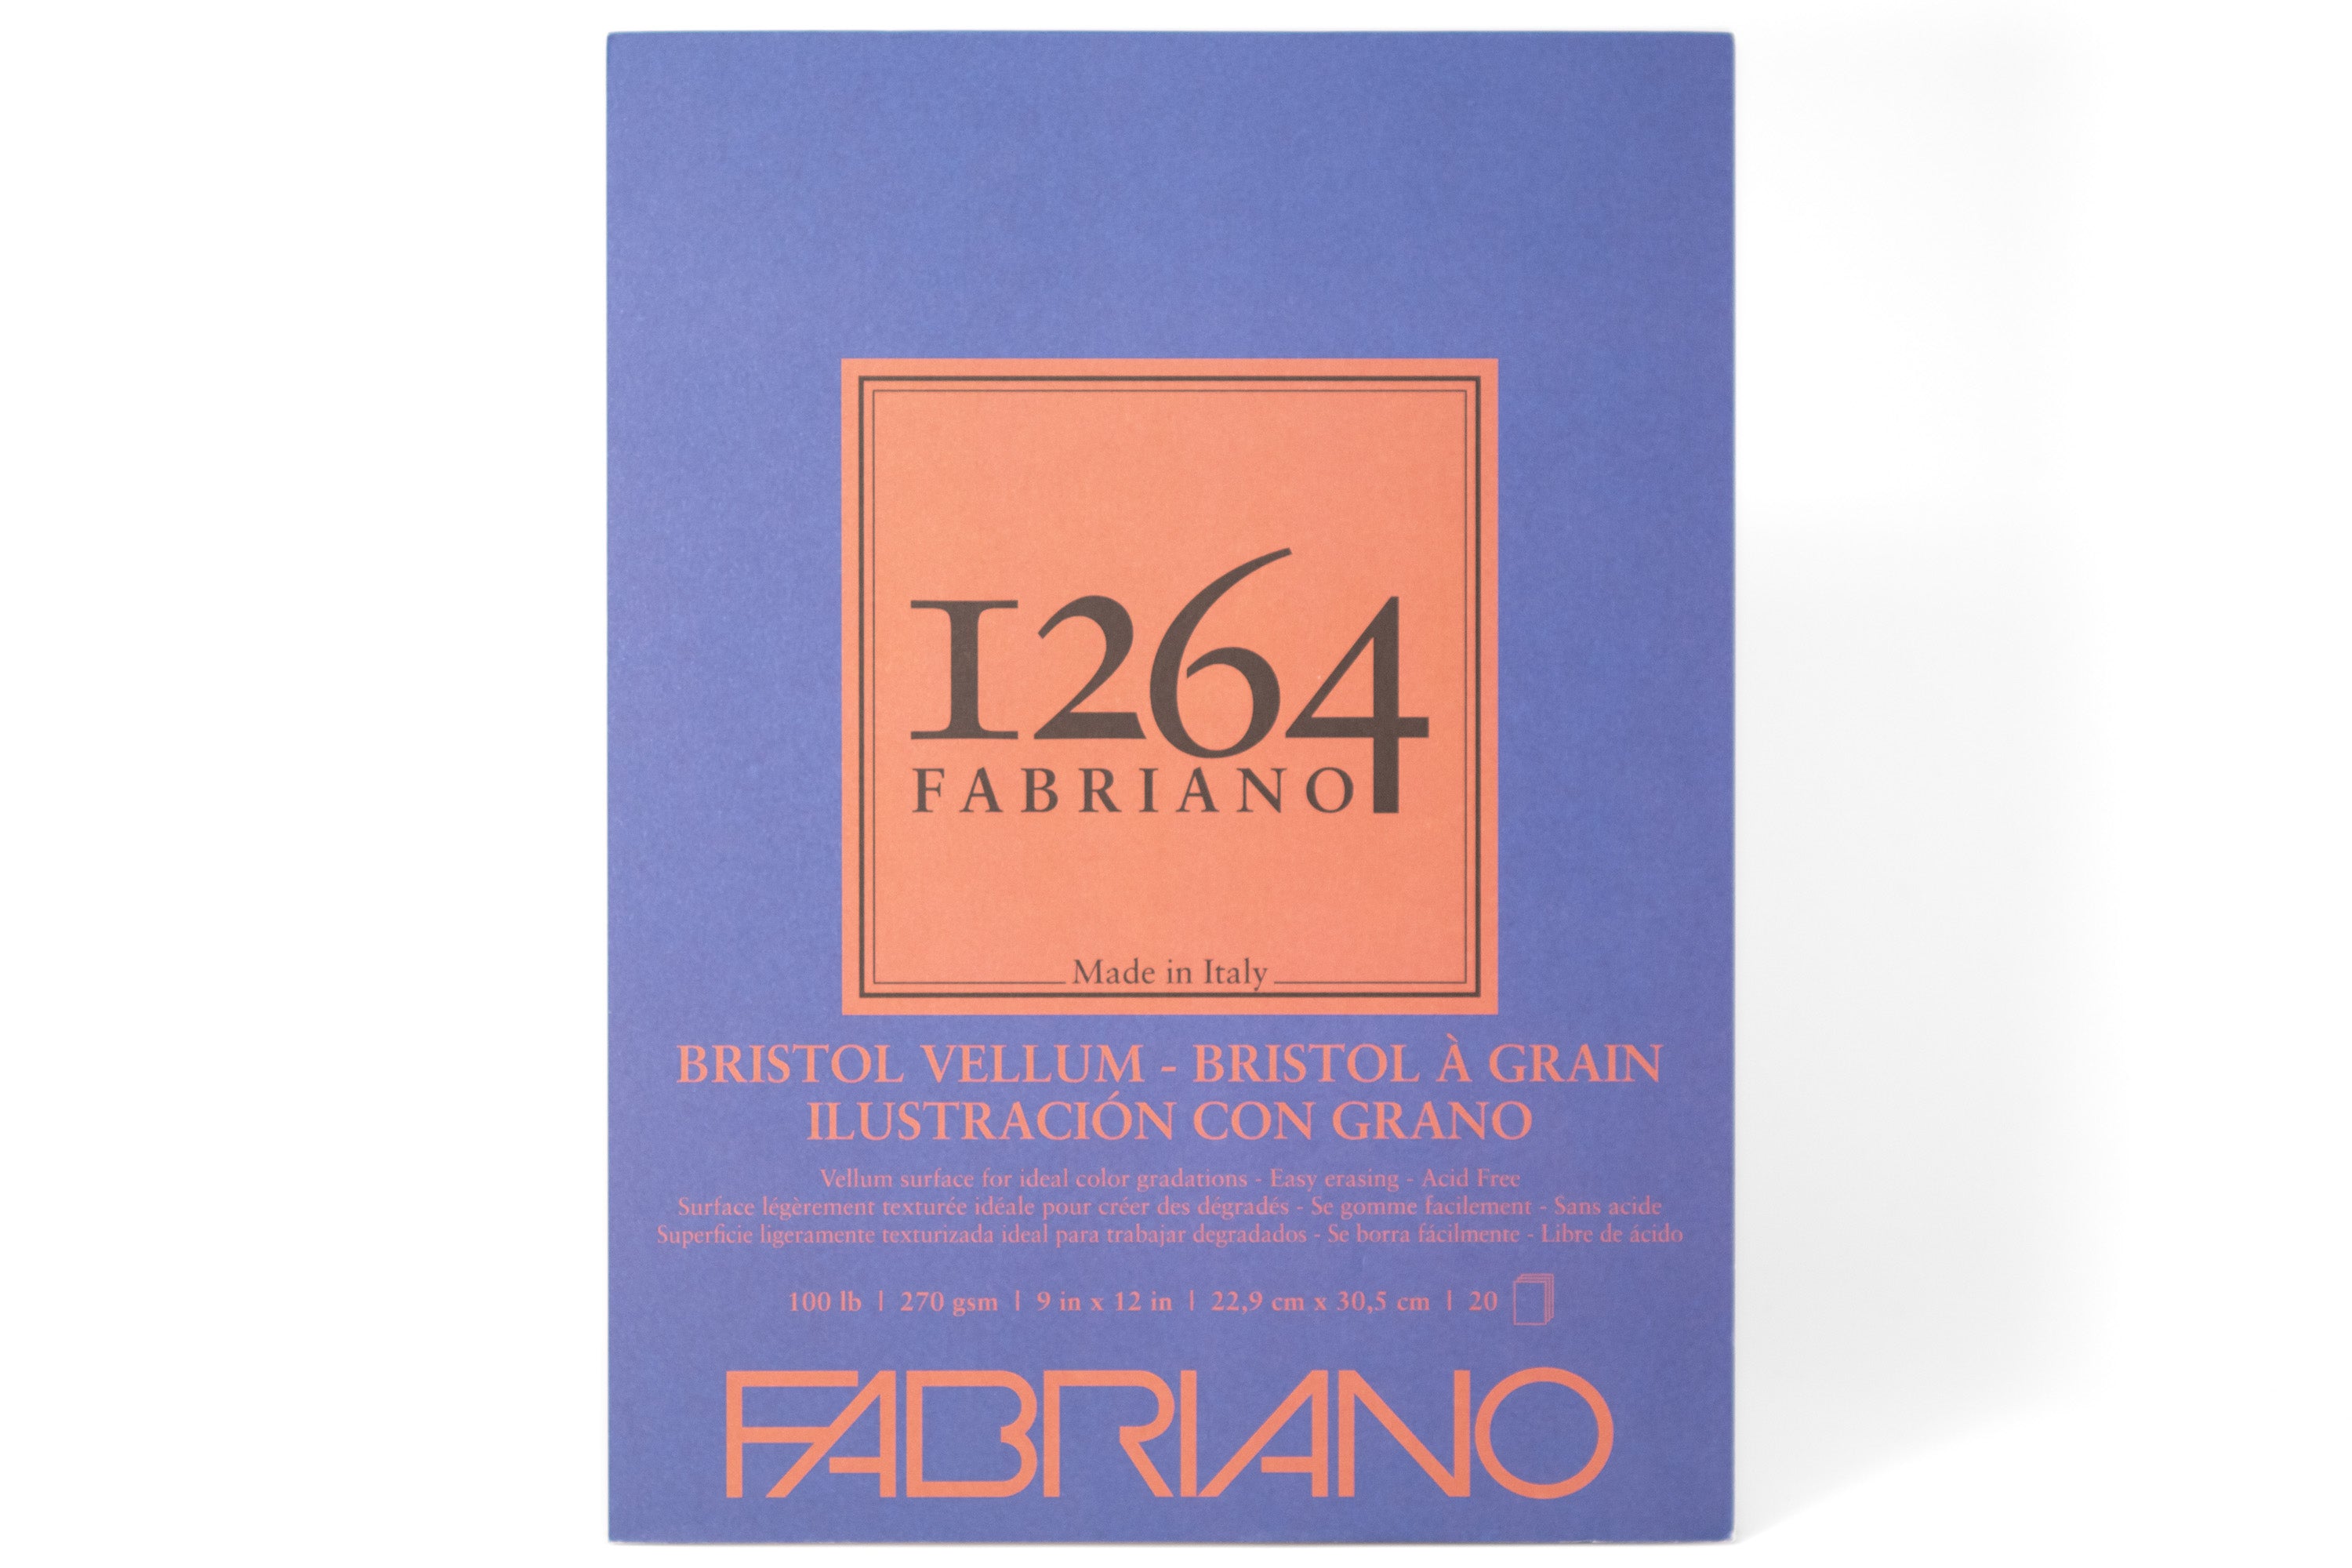 1264
FABRIANO
Made in Italy
BRISTOL VELLUM - BRISTOL À GRAIN
ILUSTRACIÓN CON GRANO
Vellum surface for ideal color gradations - Easy erasing - Acid Free
Surface légèrement texturée idéale pour créer des dégradés - Se gomme facilement - Sans acide
Superficie ligeramente texturizada ideal para trabajar degradados - Se borra fácilmente - Libre de ácido
100 lb | 270 gsm | 9 in x 12 in | 22,9 cm x 30,5 cm | 20
FABRIANO